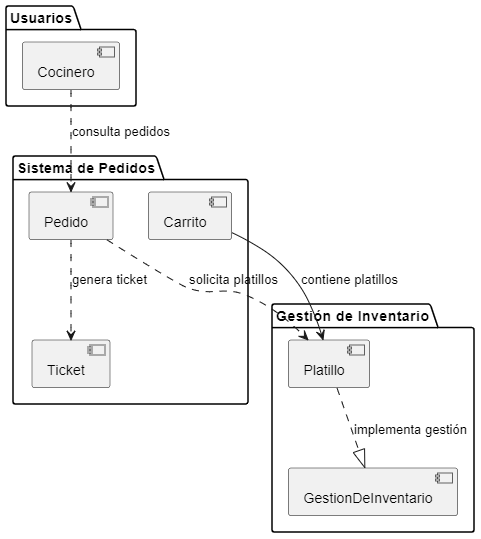 Usuarios
Cocinero
consulta pedidos
Sistema de Pedidos
Pedido
Carrito
genera ticket
solicita platillos
contiene platillos
Gestión de Inventario
Ticket
Platillo
implementa gestión
GestionDeInventario